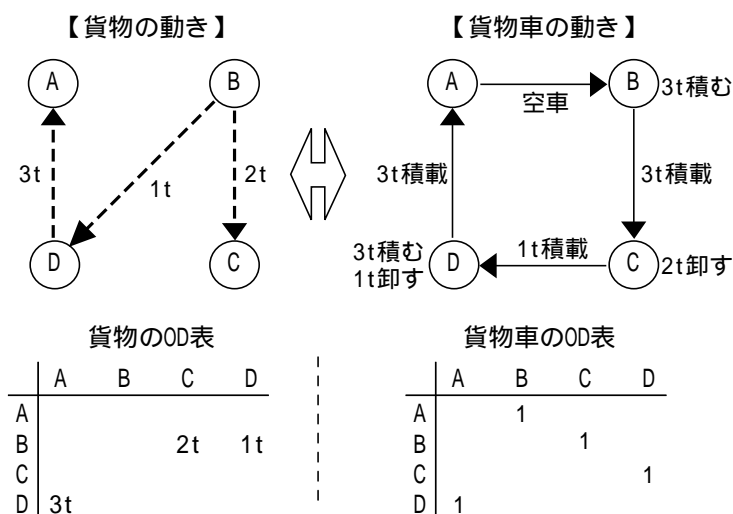 【貨物の動き】
A
B
3t
1t
2t
D
C
【貨物車の動き】
A
空車
B
3t積む
3t積載
3t積載
3t積む
1t卸す
D
1t積載
C
2t卸す
貨物のOD表
A B C D
A
B 2t 1t
C
D 3t
貨物車のOD表
A B C D
A 1
B 1
C 1
D 1